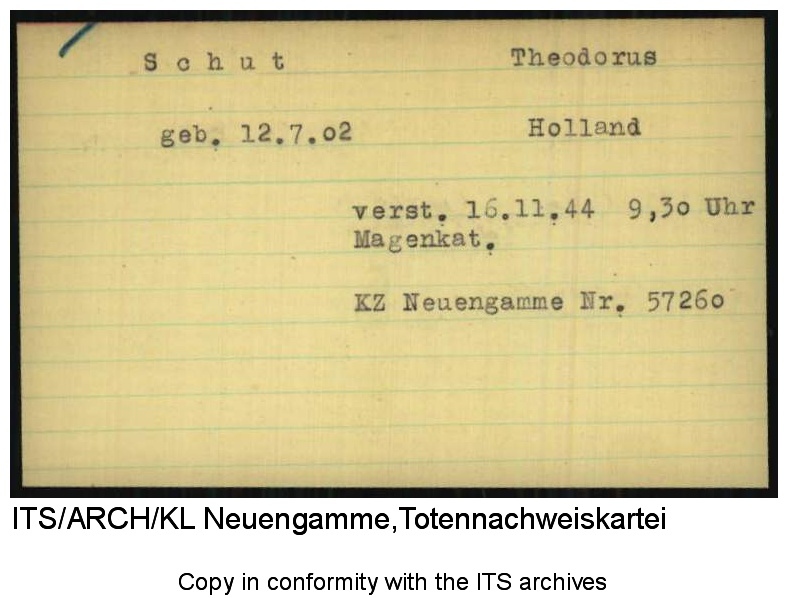 S c h u t Theodorus
geb. 12.7.o2 Holland
verst. 16.11.44 9,3o Uhr
Magenkat.
KZ Neuengamme Nr. 5726o
ITS/ARCH/KL Neuengamme,Totennachweiskartei
Copy in conformity with the ITS archives